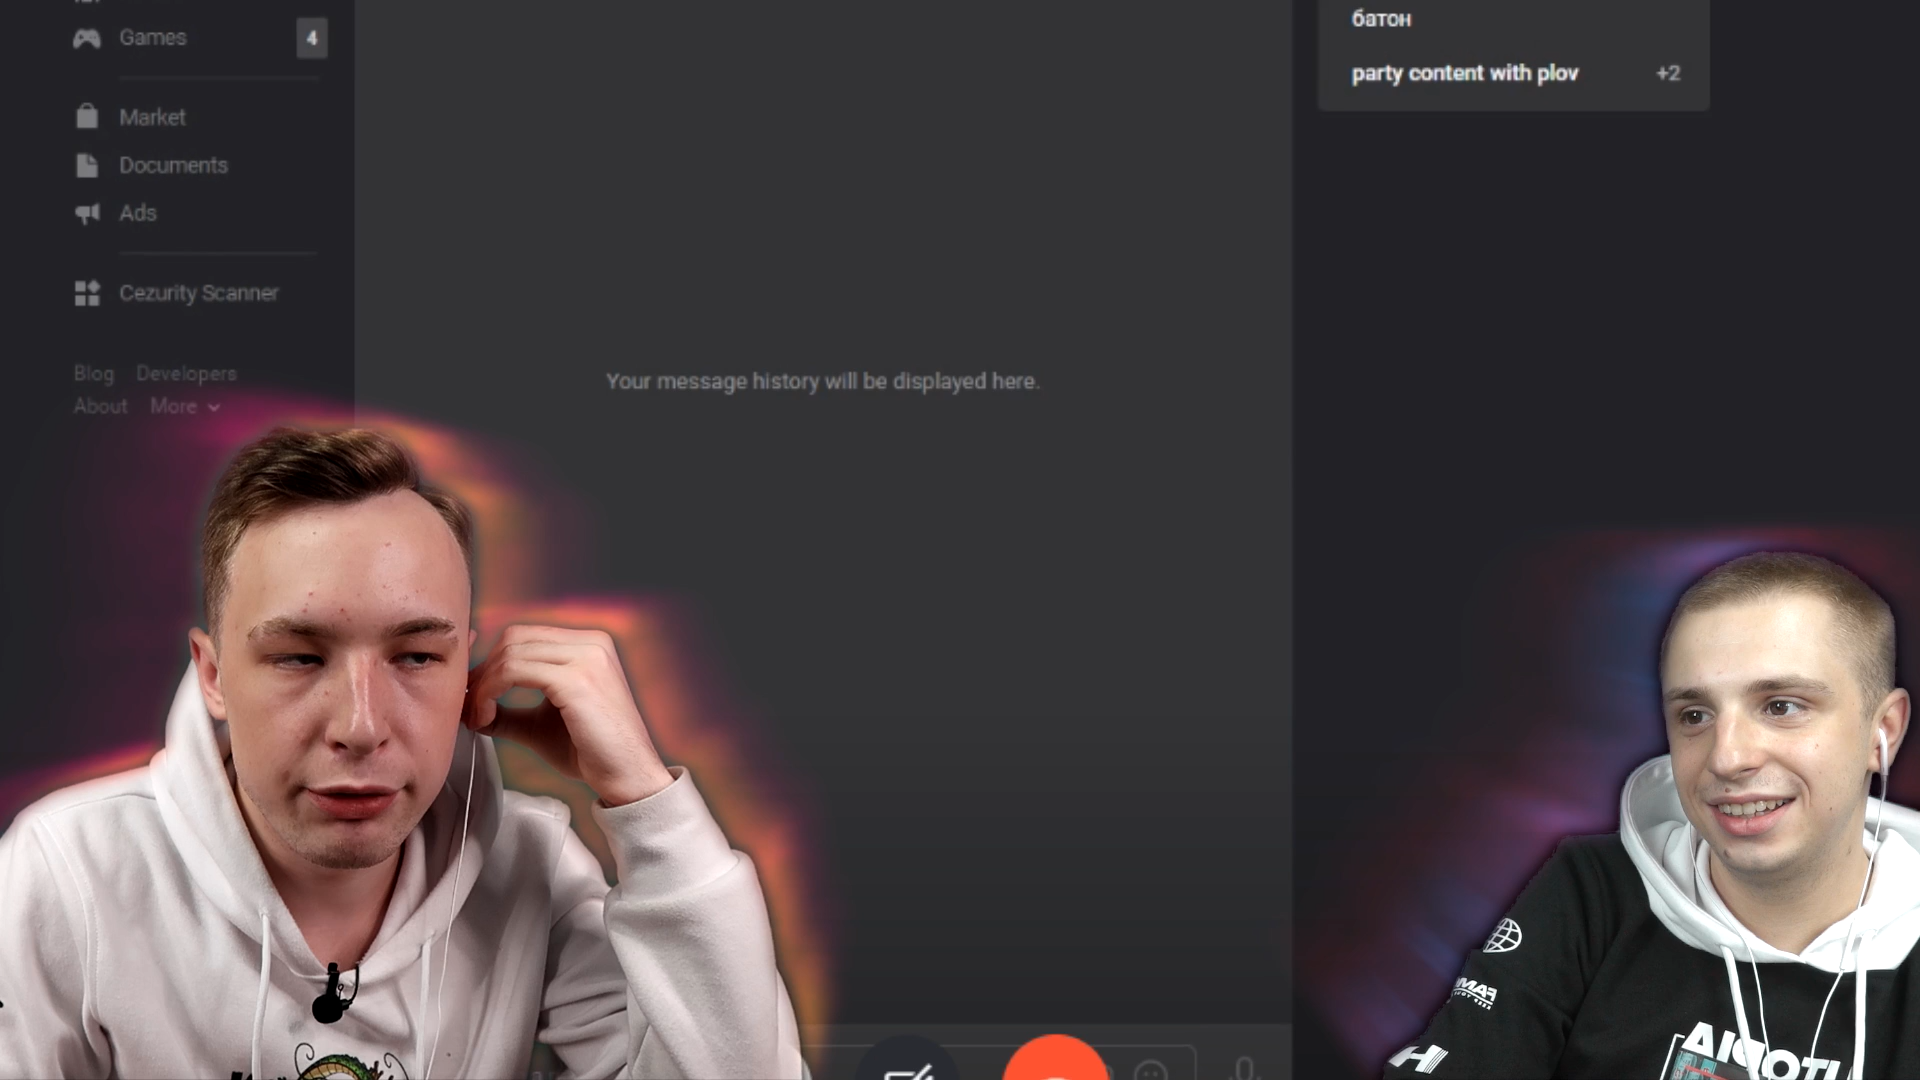 Games 4
Market
Documents
Ads
Cezurity Scanner
Blog Developers
About More
батон
party content with plov +2
Your message history will be displayed here.